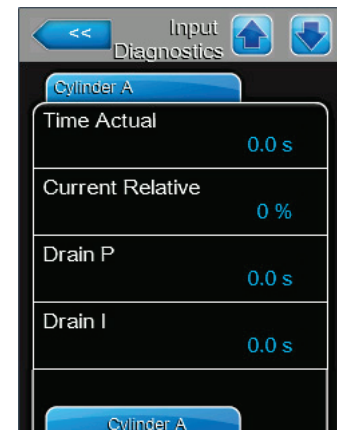 <<
Input
Diagnostics
Cylinder A
Time Actual
0.0 s
Current Relative
0 %
Drain P
0.0 s
Drain I
0.0 s
Cylinder A